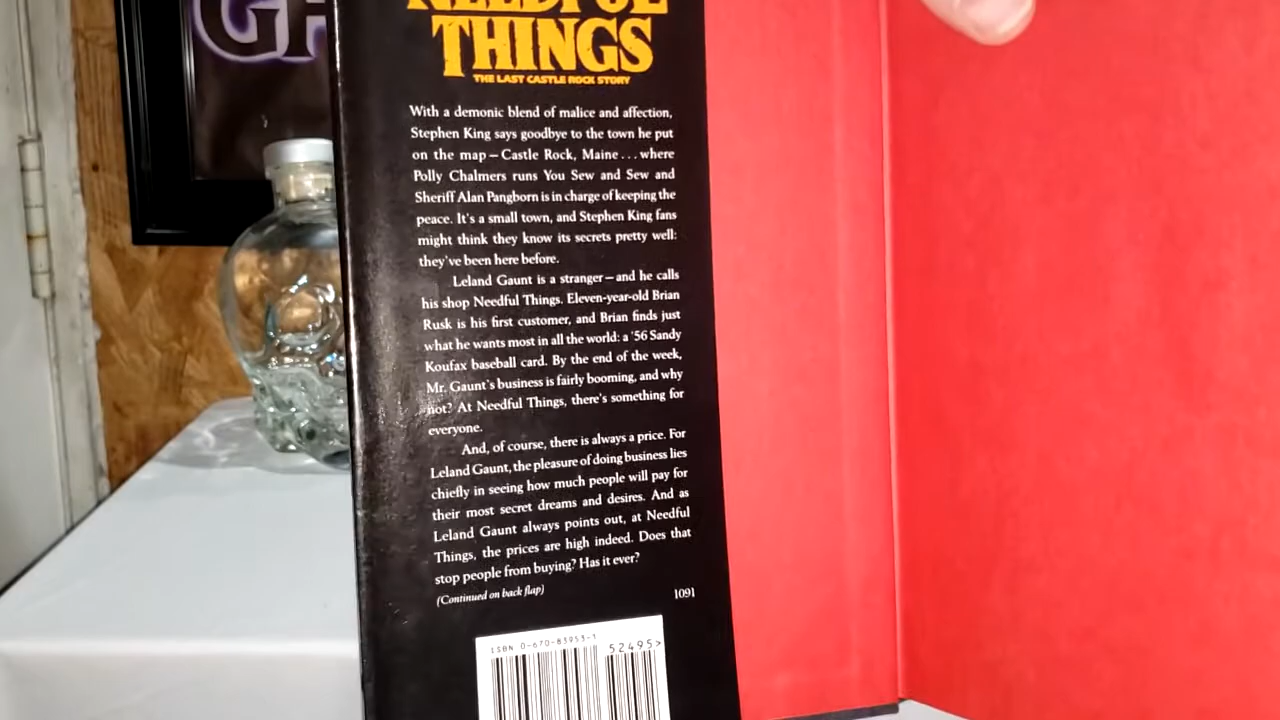 GH
NEEDFUL
THINGS
THE LAST CASTLE ROCK STORY
With a demonic blend of malice and affection,
Stephen King says goodbye to the town he put
on the map—Castle Rock, Maine...where
Polly Chalmers runs You Sew and Sew and
Sheriff Alan Pangborn is in charge of keeping the
peace. It's a small town, and Stephen King fans
might think they know its secrets pretty well:
they've been here before.
Leland Gaunt is a stranger—and he calls
his shop Needful Things. Eleven-year-old Brian
Rusk is his first customer, and Brian finds just
what he wants most in all the world: a '56 Sandy
Koufax baseball card. By the end of the week,
Mr. Gaunt's business is fairly booming, and why
not? At Needful Things, there's something for
everyone.
And, of course, there is always a price. For
Leland Gaunt, the pleasure of doing business lies
chiefly in seeing how much people will pay for
their most secret dreams and desires. And as
Leland Gaunt always points out, at Needful
Things, the prices are high indeed. Does that
stop people from buying? Has it ever?
(Continued on back flap) 1091
ISBN 0-670-83953-1 52495>